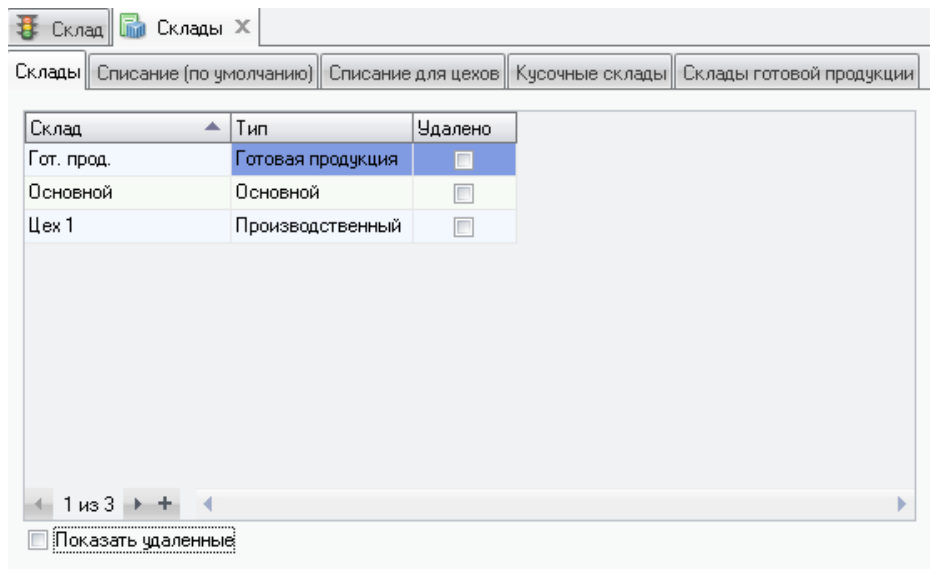 Склад Склады X
Склады Списание (по умолчанию) Списание для цехов Кусочные склады Склады готовой продукции
Склад Тип Удалено
Гот. прод. Готовая продукция
Основной Основной
Цех 1 Производственный
1 из 3 +
Показать удаленные